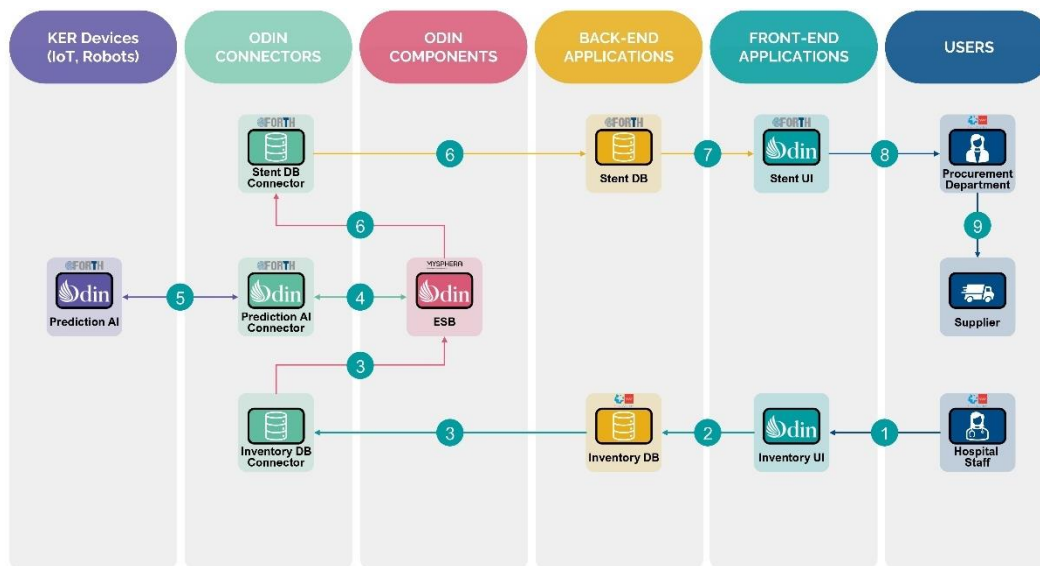 KER Devices
(IoT, Robots)
ODIN
CONNECTORS
ODIN
COMPONENTS
BACK-END
APPLICATIONS
FRONT-END
APPLICATIONS
USERS
FORTH
Stent DB
Connector
6
FORTH
Stent DB
7
FORTH
Odin
Stent UI
8
Procurement
Department
6
9
FORTH
Odin
Prediction AI
5
FORTH
Odin
Prediction AI
Connector
4
MYSPHERA
Odin
ESB
Supplier
3
Inventory DB
Connector
3
Inventory DB
2
Odin
Inventory UI
1
Hospital
Staff